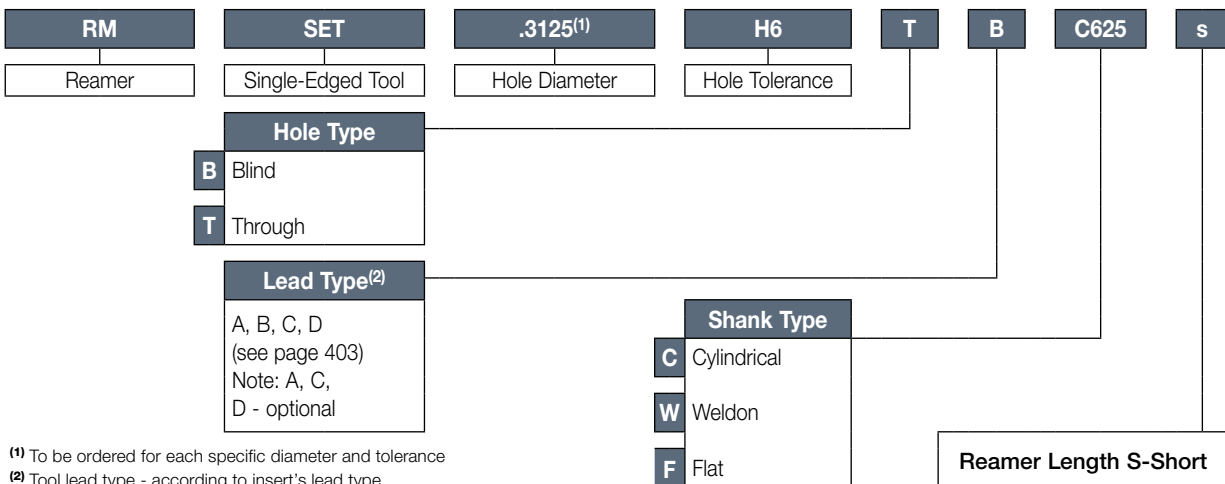 RM SET .3125(1) H6 T B C625 s
Reamer Single-Edged Tool Hole Diameter Hole Tolerance
Hole Type
B Blind
T Through
Lead Type(2)
A, B, C, D
(see page 403)
Note: A, C,
D - optional
Shank Type
C Cylindrical
W Weldon
F Flat
Reamer Length S-Short
(1) To be ordered for each specific diameter and tolerance
(2) Tool lead type - according to insert's lead type